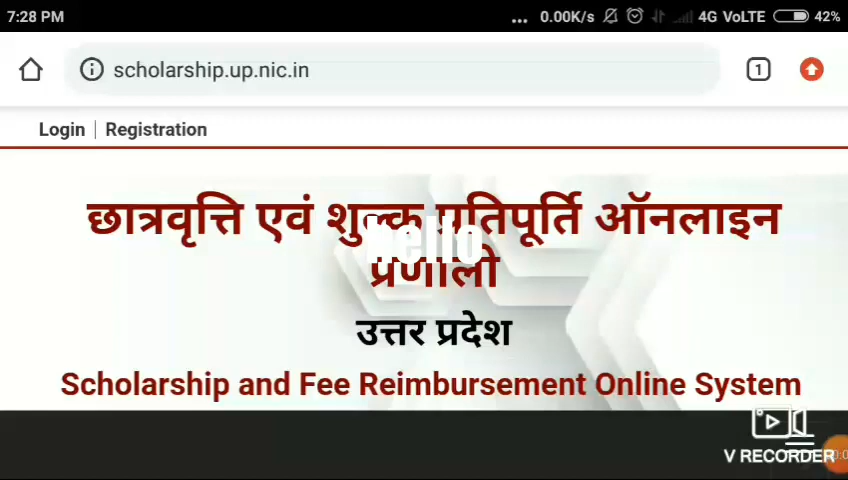 7:28 PM ... 0.00K/s 4G VoLTE 42%
scholarship.up.nic.in 1
Login | Registration
छात्रवृत्ति एवं शुल्क प्रतिपूर्ति ऑनलाइन
प्रणाली
hello
उत्तर प्रदेश
Scholarship and Fee Reimbursement Online System
V RECORDER